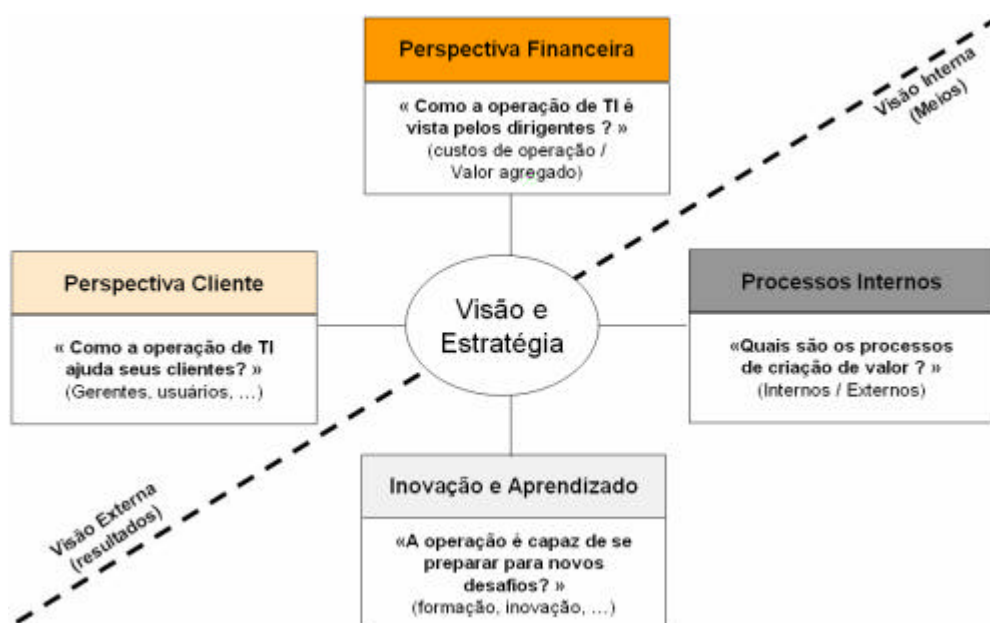 Perspectiva Financeira
« Como a operação de TI é
vista pelos dirigentes ? »
(custos de operação /
Valor agregado)
Visão Interna
(Meios)
Perspectiva Cliente
« Como a operação de TI
ajuda seus clientes? »
(Gerentes, usuários, ...)
Visão e
Estratégia
Processos Internos
«Quais são os processos
de criação de valor ? »
(Internos / Externos)
Visão Externa
(resultados)
Inovação e Aprendizado
«A operação é capaz de se
preparar para novos
desafios? »
(formação, inovação, ...)